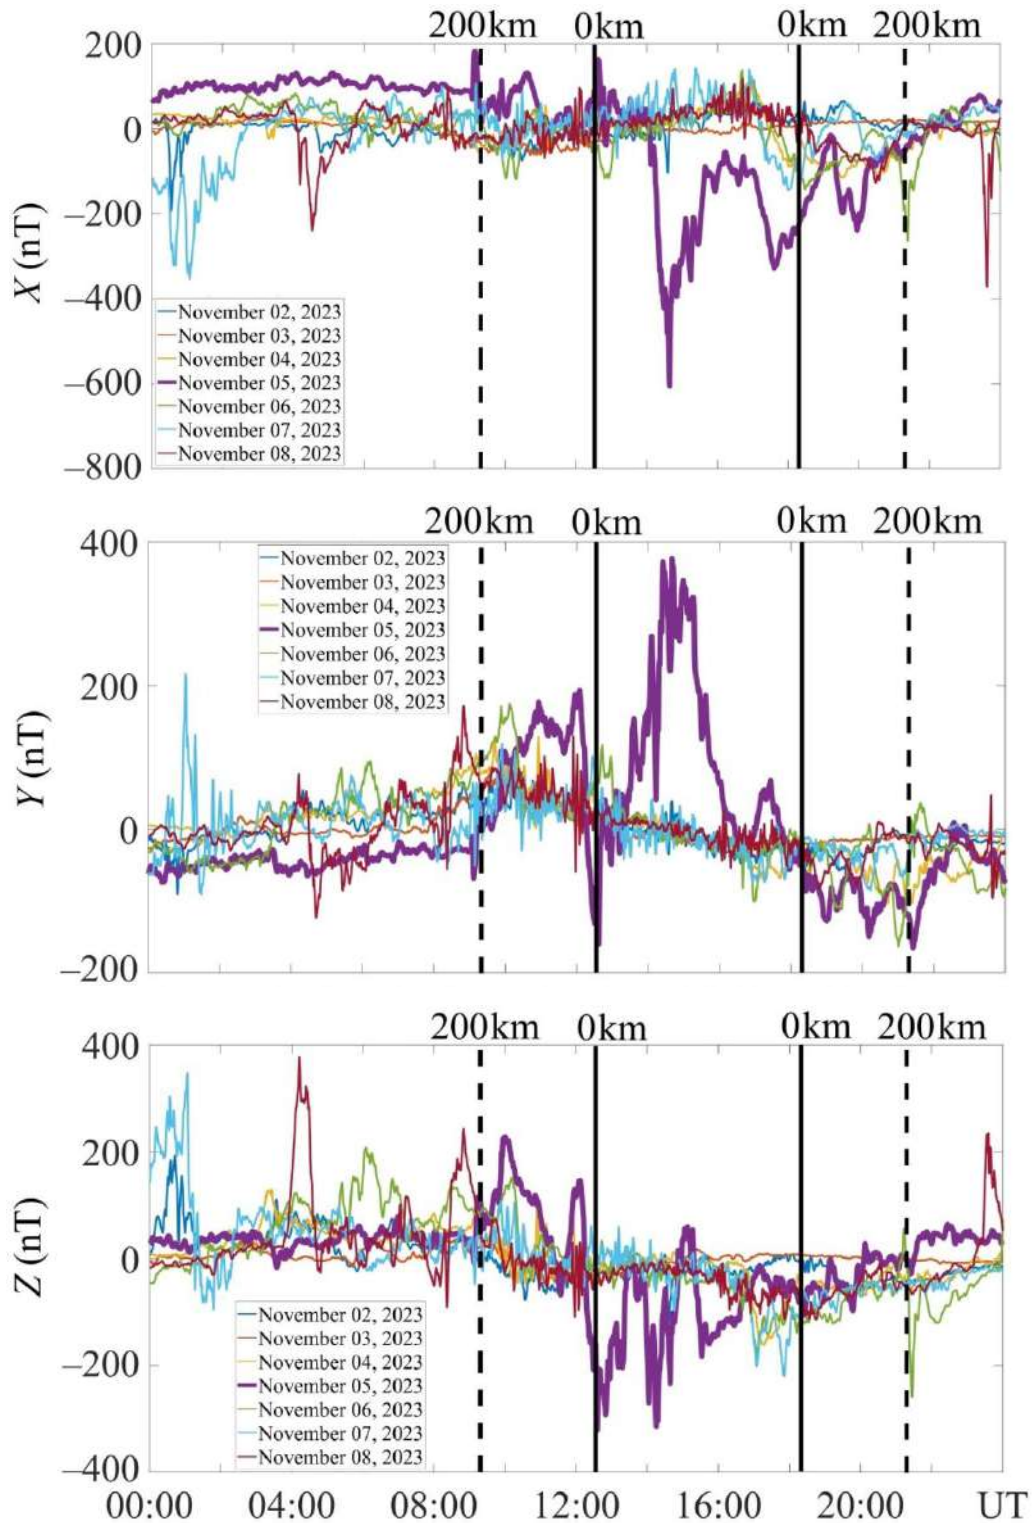 200km 0km 0km 200km
200
0
−200
−400
−600
−800
X (nT)
November 02, 2023
November 03, 2023
November 04, 2023
November 05, 2023
November 06, 2023
November 07, 2023
November 08, 2023
200km 0km 0km 200km
400
200
0
−200
Y (nT)
November 02, 2023
November 03, 2023
November 04, 2023
November 05, 2023
November 06, 2023
November 07, 2023
November 08, 2023
200km 0km 0km 200km
400
200
0
−200
−400
Z (nT)
November 02, 2023
November 03, 2023
November 04, 2023
November 05, 2023
November 06, 2023
November 07, 2023
November 08, 2023
00:00 04:00 08:00 12:00 16:00 20:00 UT